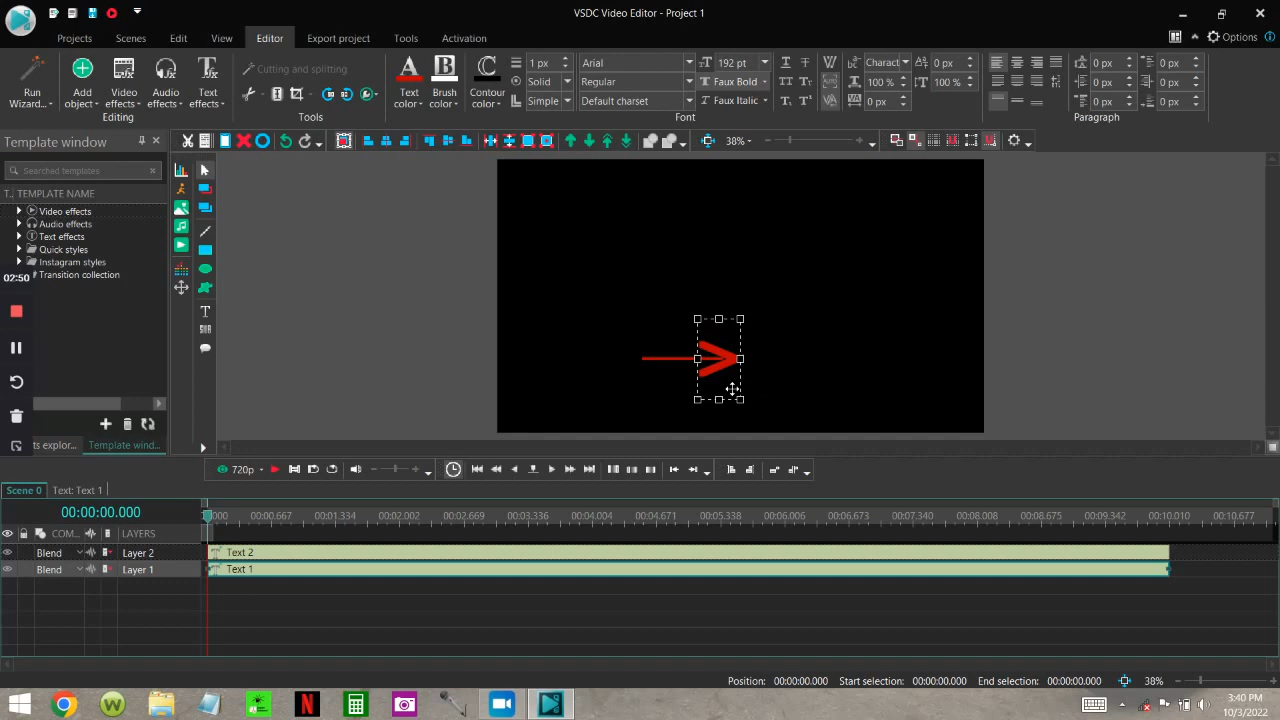 VSDC Video Editor - Project 1
Projects Scenes Edit View Editor Export project Tools Activation
Options
Run Wizard...
Add object
Video effects
Audio effects
Text effects
Editing
Cutting and splitting
Tools
Text color
Brush color
Contour color
1 px
Solid
Simple
Arial
Regular
Default charset
192 pt
Faux Bold
Faux Italic
Font
Charact
100 %
0 px
0 px
100 %
0 px 0 px
0 px 0 px
0 px 0 px
Paragraph
Template window
38%
Searched templates
T.. TEMPLATE NAME
Video effects
Audio effects
Text effects
Quick styles
Instagram styles
Transition collection
02:50
>
ts explor... Template wind...
720p
Scene 0 Text: Text 1
00:00:00.000
000 00:00.667 00:01.334 00:02.002 00:02.669 00:03.336 00:04.004 00:04.671 00:05.338 00:06.006 00:06.673 00:07.340 00:08.008 00:08.675 00:09.342 00:10.010 00:10.677
COM... LAYERS
Blend Layer 2 Text 2
Blend Layer 1 Text 1
Position: 00:00:00.000 Start selection: 00:00:00.000 End selection: 00:00:00.000 38%
3:40 PM
10/3/2022